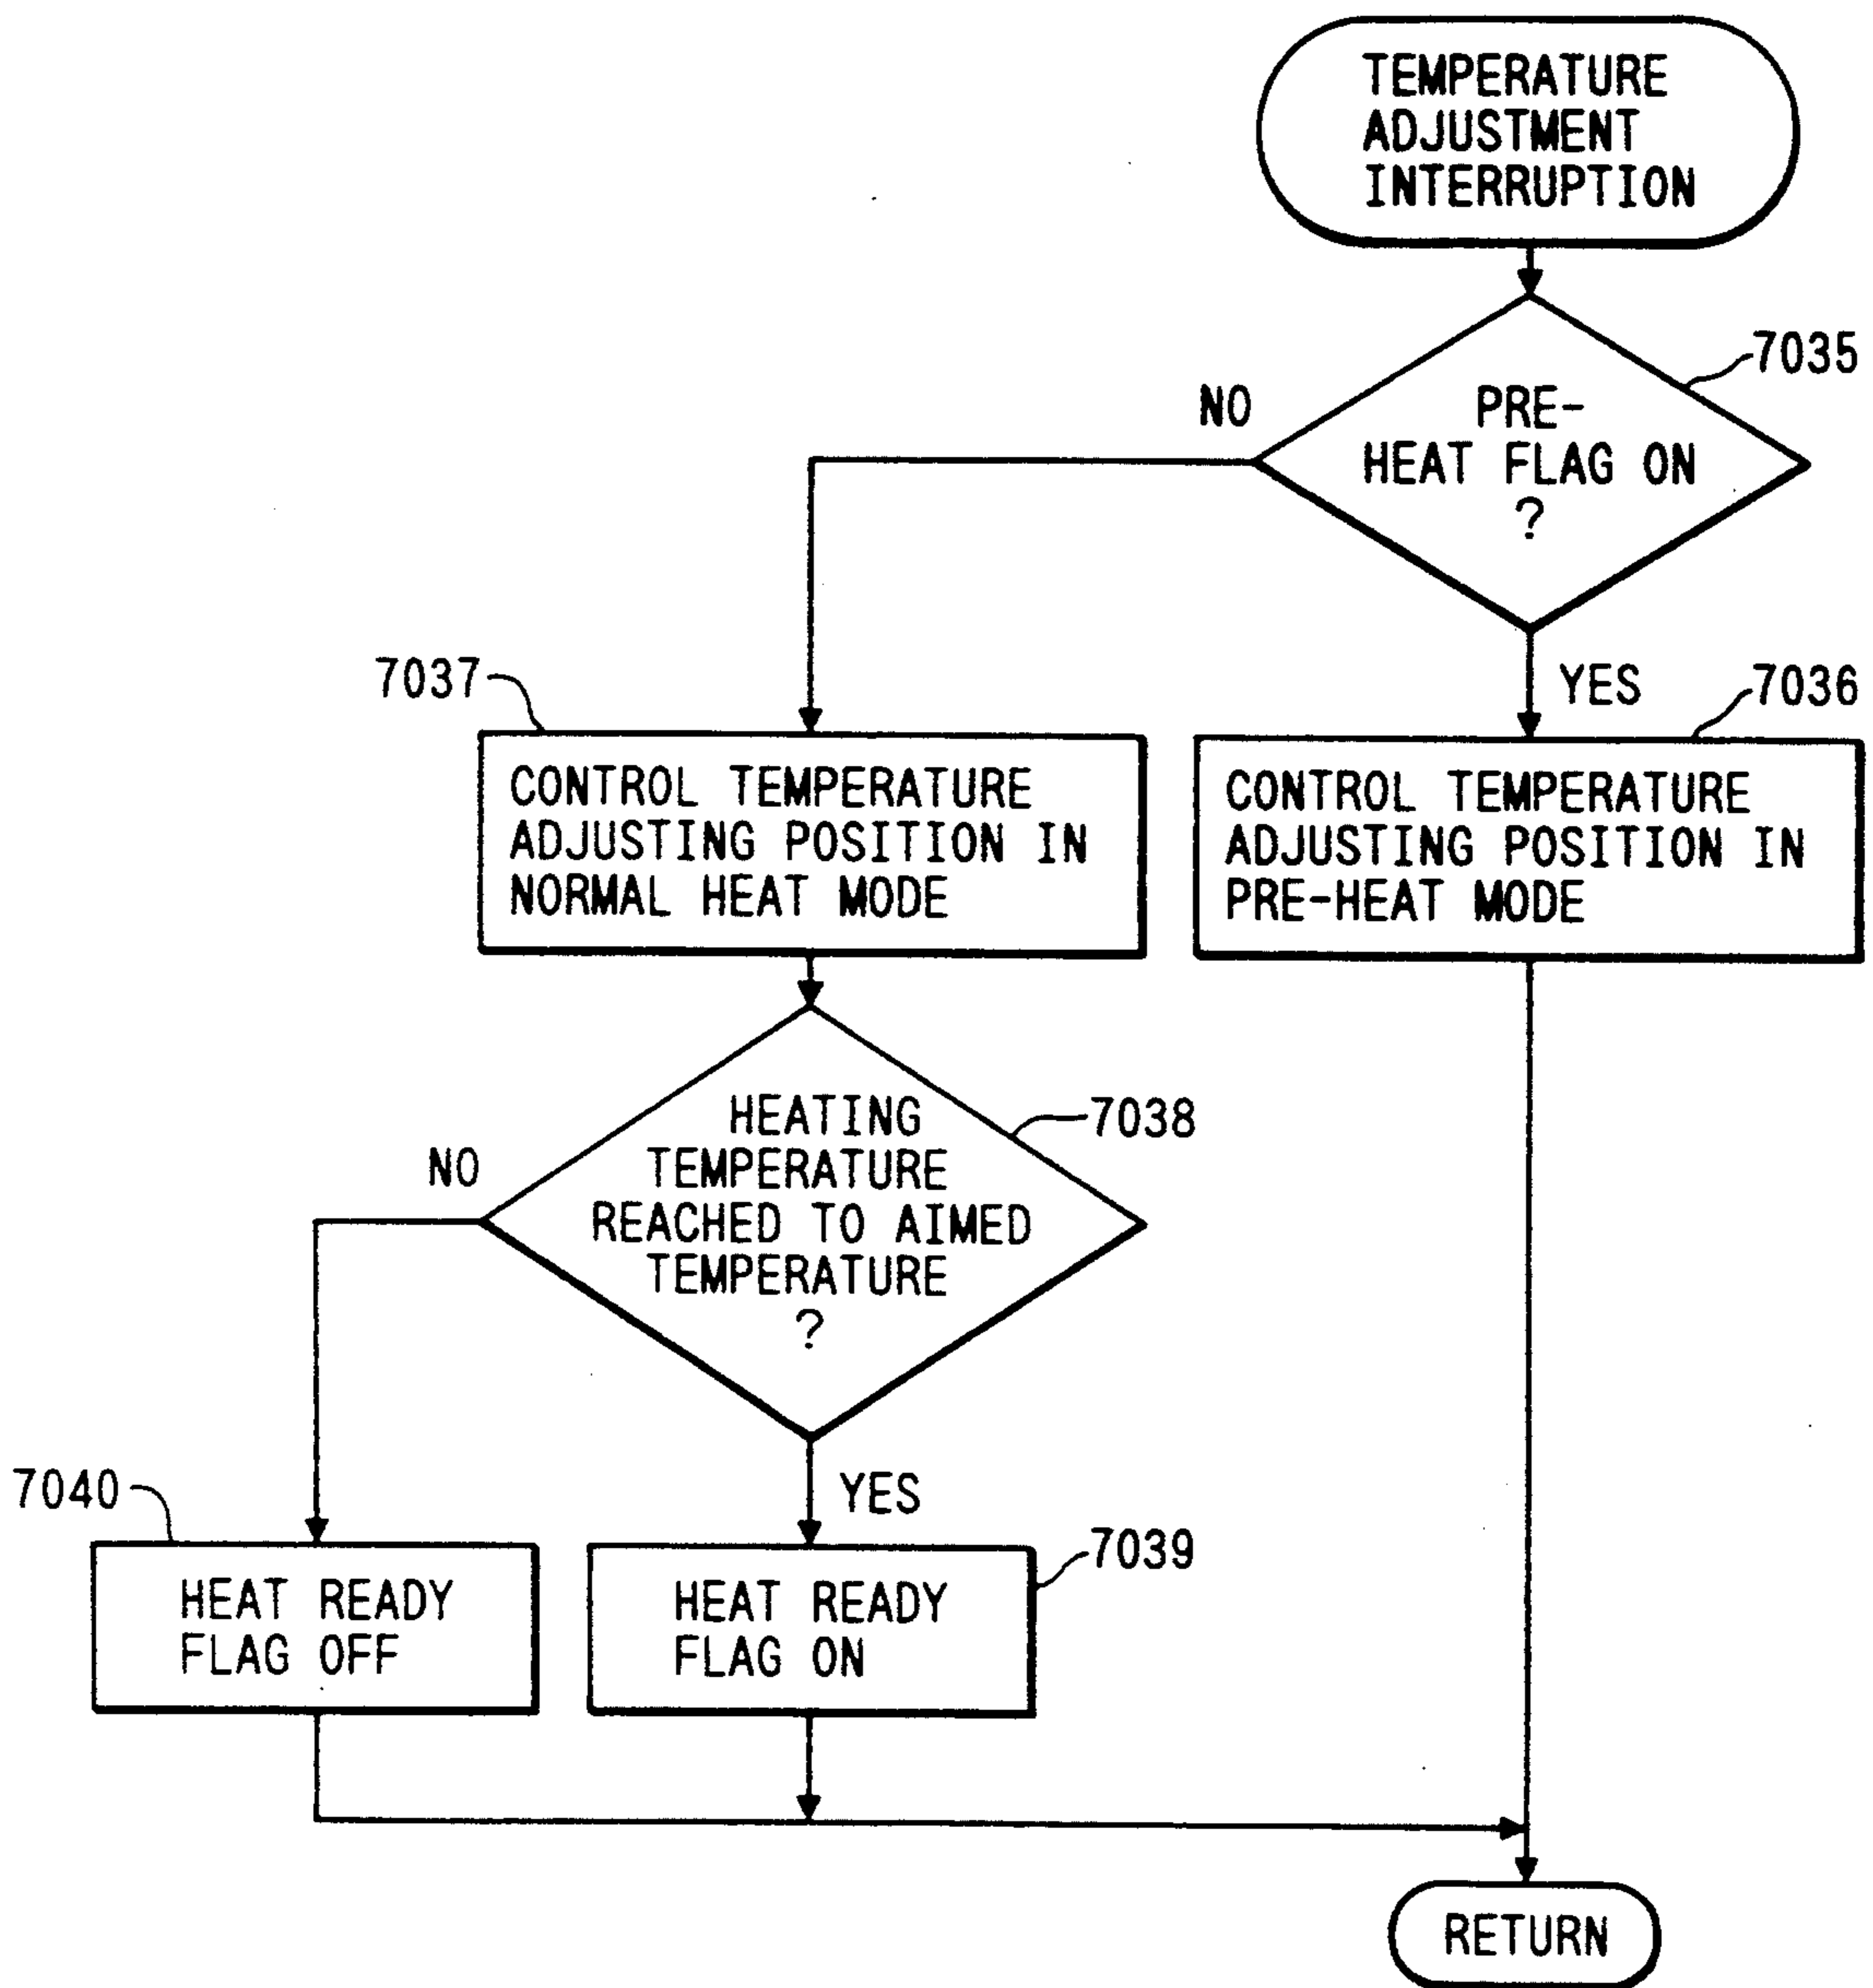 TEMPERATURE
ADJUSTMENT
INTERRUPTION
7035
NO
PRE-
HEAT FLAG ON
?
YES
7036
7037
CONTROL TEMPERATURE
ADJUSTING POSITION IN
NORMAL HEAT MODE
CONTROL TEMPERATURE
ADJUSTING POSITION IN
PRE-HEAT MODE
7038
NO
HEATING
TEMPERATURE
REACHED TO AIMED
TEMPERATURE
?
YES
7040
7039
HEAT READY
FLAG OFF
HEAT READY
FLAG ON
RETURN